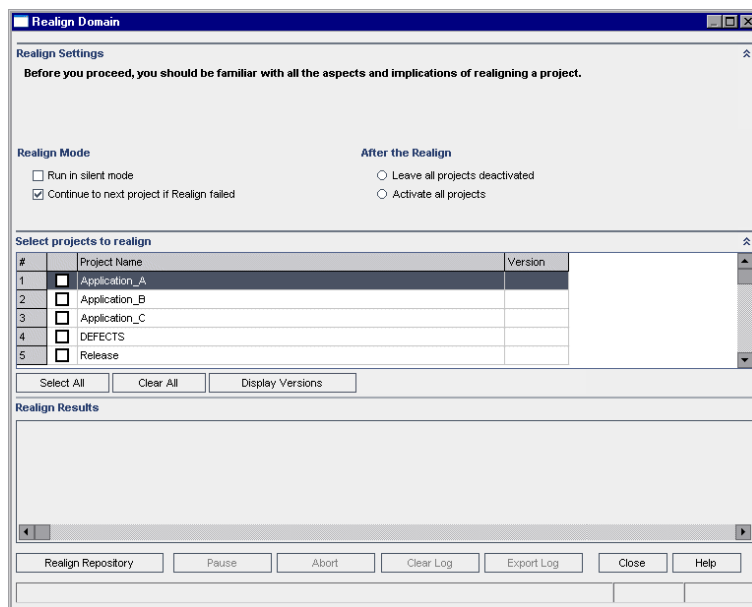 Realign Domain
Realign Settings
Before you proceed, you should be familiar with all the aspects and implications of realigning a project.
Realign Mode After the Realign
Run in silent mode Leave all projects deactivated
Continue to next project if Realign failed Activate all projects
Select projects to realign
# Project Name Version
1 Application_A
2 Application_B
3 Application_C
4 DEFECTS
5 Release
Select All Clear All Display Versions
Realign Results
Realign Repository Pause Abort Clear Log Export Log Close Help